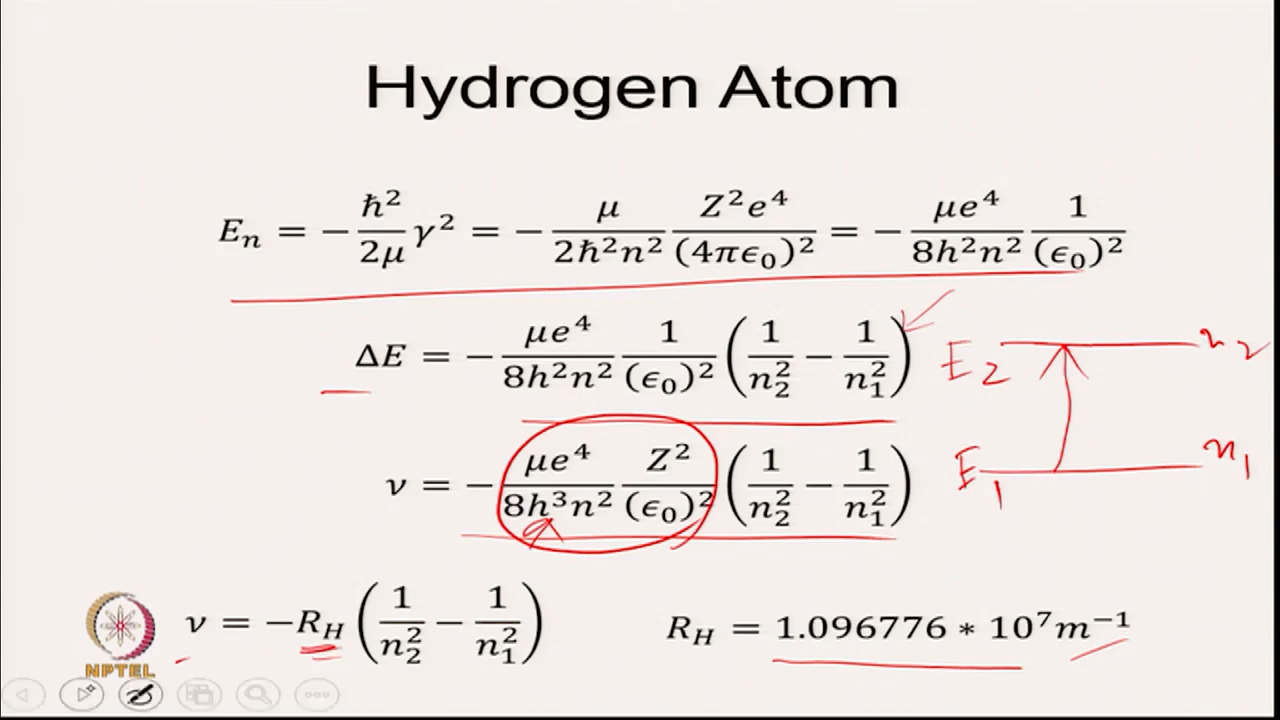 Hydrogen Atom
Eₙ = −ħ²/2μ γ² = −μ/2ħ²n² Z²e⁴/(4πϵ₀)² = −μe⁴/8h²n² 1/(ϵ₀)²
ΔE = −μe⁴/8h²n² 1/(ϵ₀)² (1/n₂² − 1/n₁²)
E₂ n₂
ν = −μe⁴/8h³n² Z²/(ϵ₀)² (1/n₂² − 1/n₁²)
E₁ n₁
ν = −R_H (1/n₂² − 1/n₁²) R_H = 1.096776 ∗ 10⁷m⁻¹
NPTEL